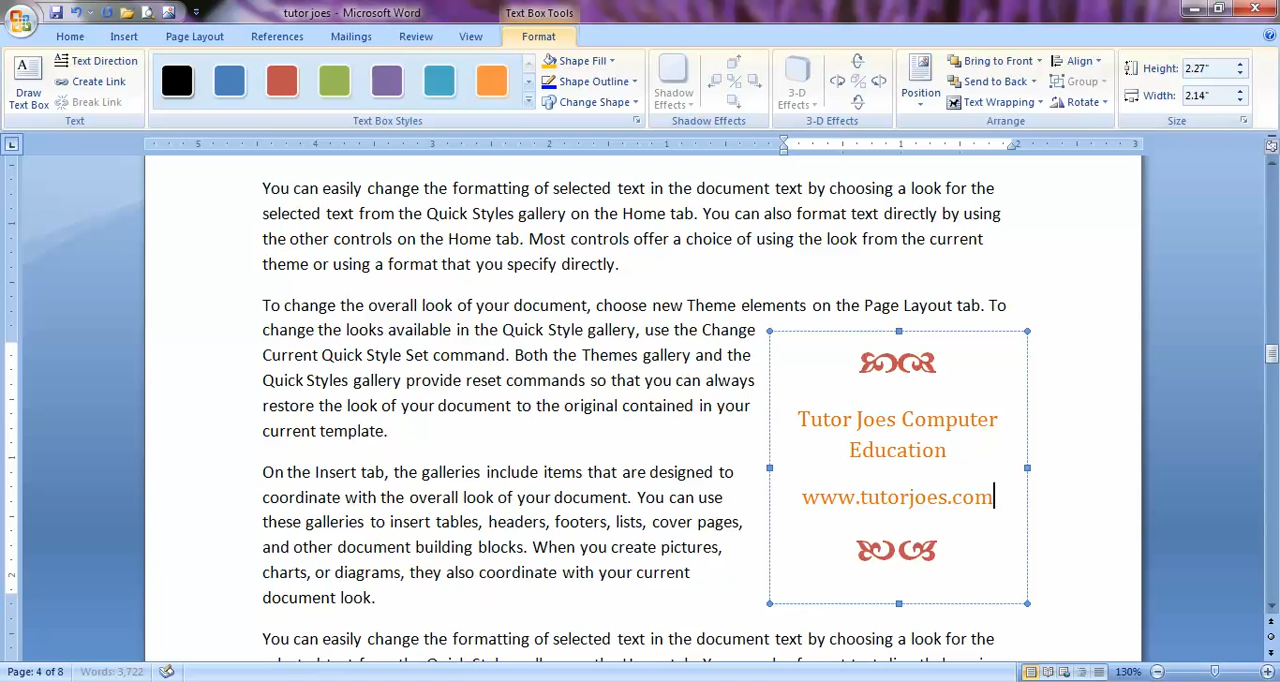 tutor joes - Microsoft Word
Text Box Tools
Home Insert Page Layout References Mailings Review View Format
Draw Text Box
Text Direction
Create Link
Break Link
Text
Text Box Styles
Shape Fill
Shape Outline
Change Shape
Shadow Effects
Shadow Effects
3-D Effects
3-D Effects
Position
Bring to Front
Send to Back
Text Wrapping
Align
Group
Rotate
Arrange
Height: 2.27"
Width: 2.14"
Size
5 4 3 2 1 1 2 3
You can easily change the formatting of selected text in the document text by choosing a look for the
selected text from the Quick Styles gallery on the Home tab. You can also format text directly by using
the other controls on the Home tab. Most controls offer a choice of using the look from the current
theme or using a format that you specify directly.
To change the overall look of your document, choose new Theme elements on the Page Layout tab. To
change the looks available in the Quick Style gallery, use the Change
Current Quick Style Set command. Both the Themes gallery and the
Quick Styles gallery provide reset commands so that you can always
restore the look of your document to the original contained in your
current template.
On the Insert tab, the galleries include items that are designed to
coordinate with the overall look of your document. You can use
these galleries to insert tables, headers, footers, lists, cover pages,
and other document building blocks. When you create pictures,
charts, or diagrams, they also coordinate with your current
document look.
Tutor Joes Computer
Education
www.tutorjoes.com
You can easily change the formatting of selected text in the document text by choosing a look for the
Page: 4 of 8
Words: 3,722
130%